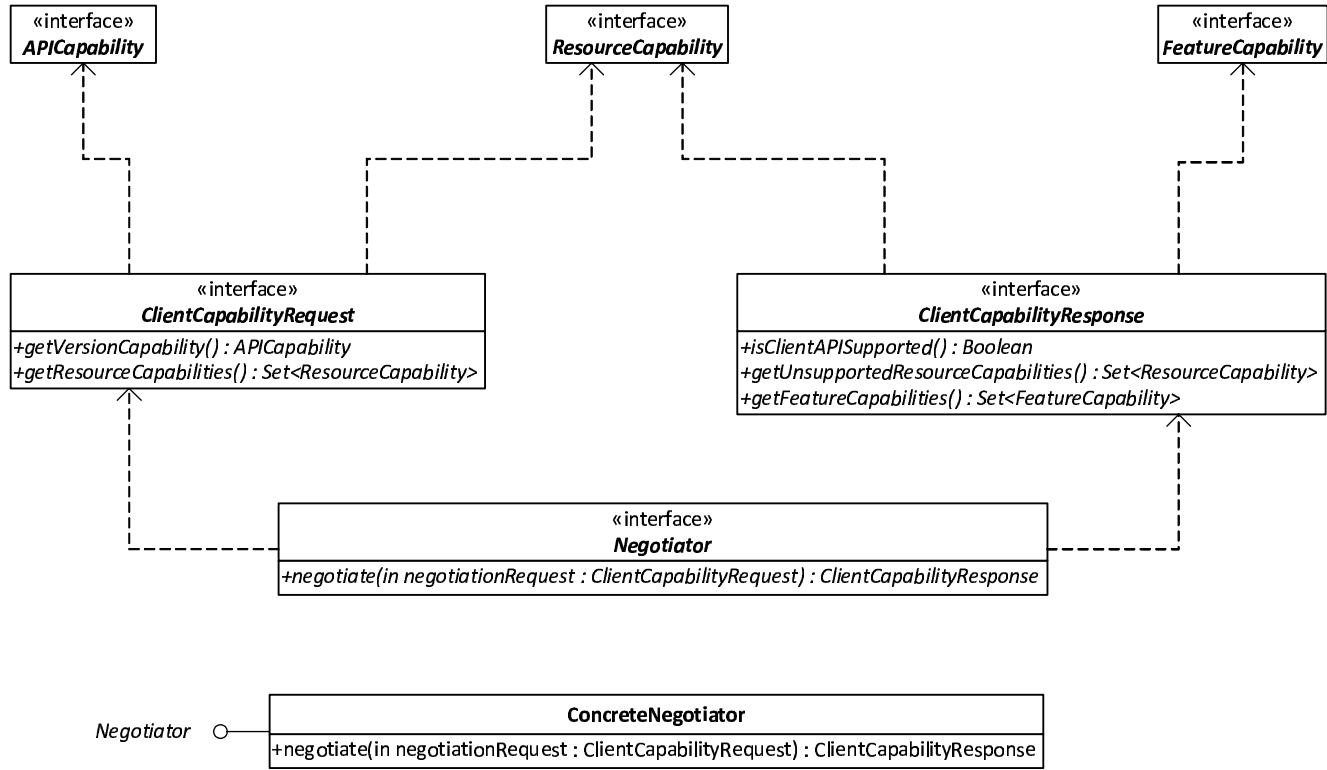 «interface»
APICapability
«interface»
ResourceCapability
«interface»
FeatureCapability
«interface»
ClientCapabilityRequest
+getVersionCapability() : APICapability
+getResourceCapabilities() : Set<ResourceCapability>
«interface»
ClientCapabilityResponse
+isClientAPISupported() : Boolean
+getUnsupportedResourceCapabilities() : Set<ResourceCapability>
+getFeatureCapabilities() : Set<FeatureCapability>
«interface»
Negotiator
+negotiate(in negotiationRequest : ClientCapabilityRequest) : ClientCapabilityResponse
Negotiator
ConcreteNegotiator
+negotiate(in negotiationRequest : ClientCapabilityRequest) : ClientCapabilityResponse